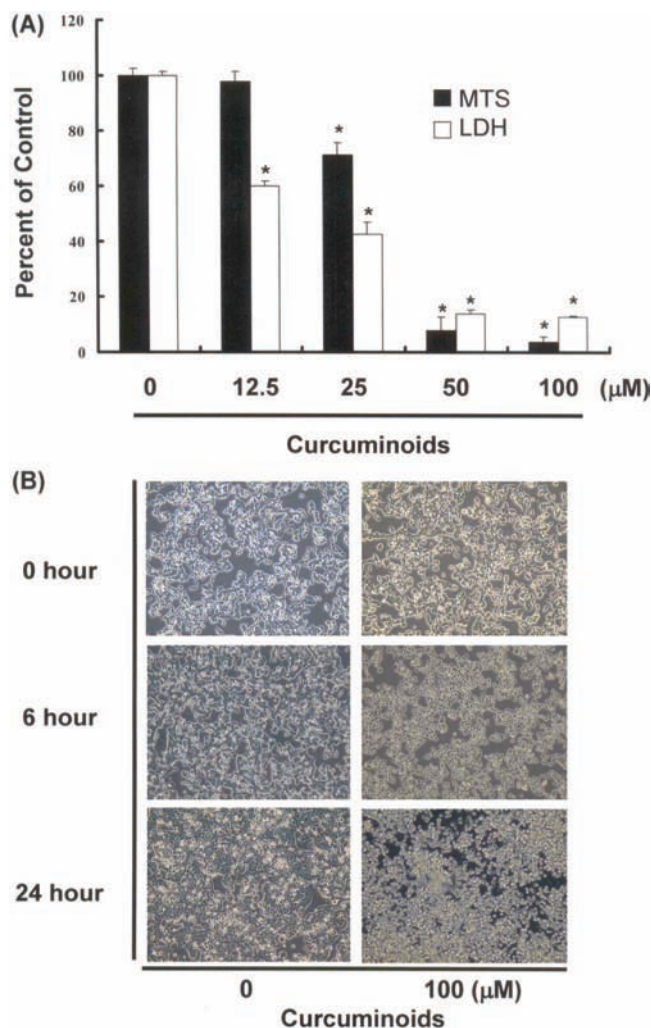 (A)
Percent of Control
120
100
80
60
40
20
0
MTS
LDH
*
*
*
*
*
*
*
0 12.5 25 50 100 (μM)
Curcuminoids
(B)
0 hour
6 hour
24 hour
0 100 (μM)
Curcuminoids